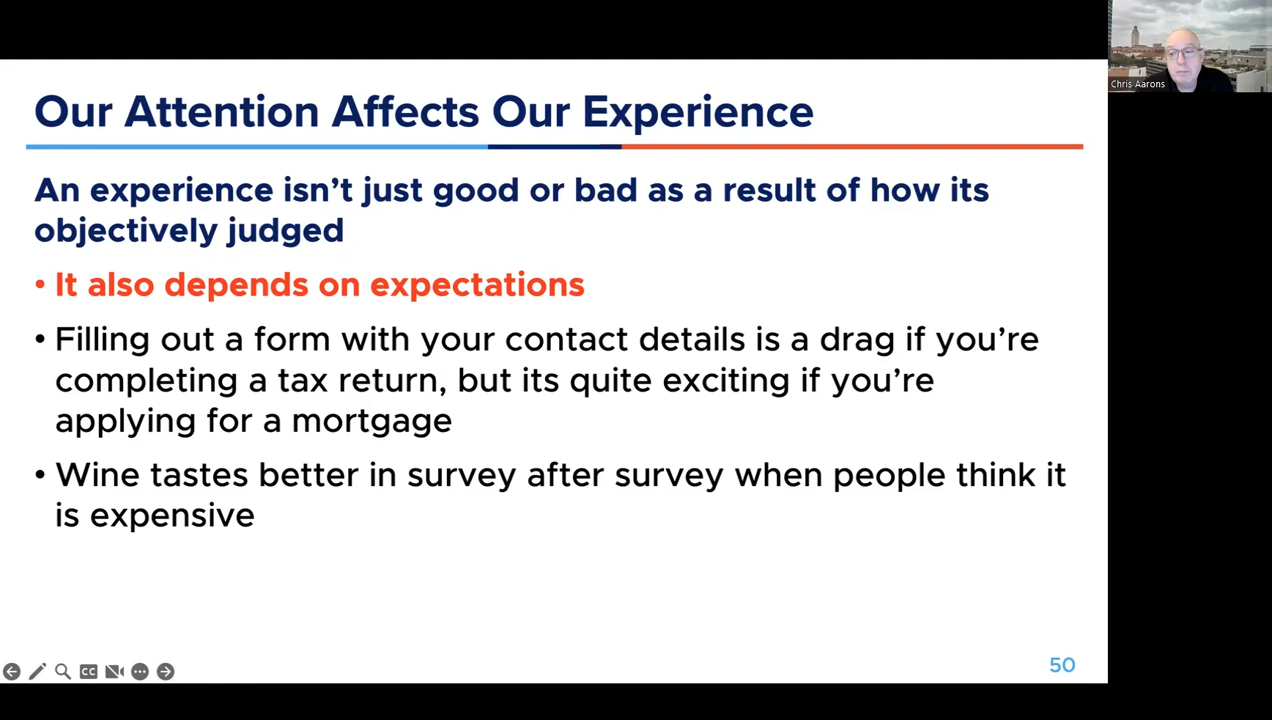 Our Attention Affects Our Experience
An experience isn’t just good or bad as a result of how its
objectively judged
• It also depends on expectations
• Filling out a form with your contact details is a drag if you’re
completing a tax return, but its quite exciting if you’re
applying for a mortgage
• Wine tastes better in survey after survey when people think it
is expensive
50
CC
Chris Aarons